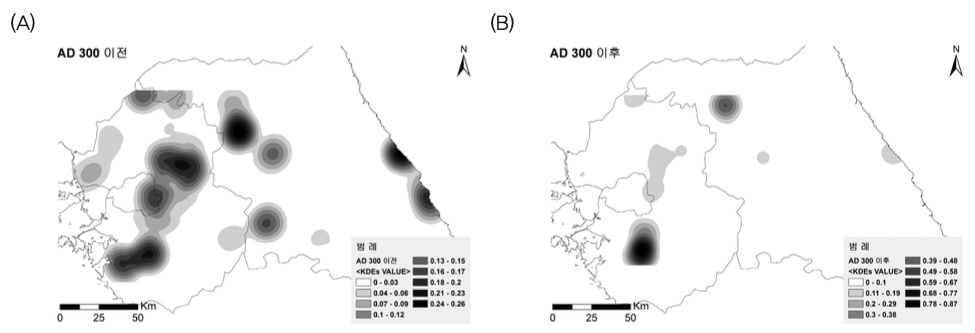 (A)
AD 300 이전
N
범 례
AD 300 이전
<KDEs VALUE>
0 - 0.03
0.04 - 0.06
0.07 - 0.09
0.1 - 0.12
0.13 - 0.15
0.16 - 0.17
0.18 - 0.2
0.21 - 0.23
0.24 - 0.26
Km
0 25 50
(B)
AD 300 이후
N
범 례
AD 300 이후
<KDEs VALUE>
0 - 0.1
0.11 - 0.19
0.2 - 0.29
0.3 - 0.38
0.39 - 0.48
0.49 - 0.58
0.59 - 0.67
0.68 - 0.77
0.78 - 0.87
Km
0 25 50